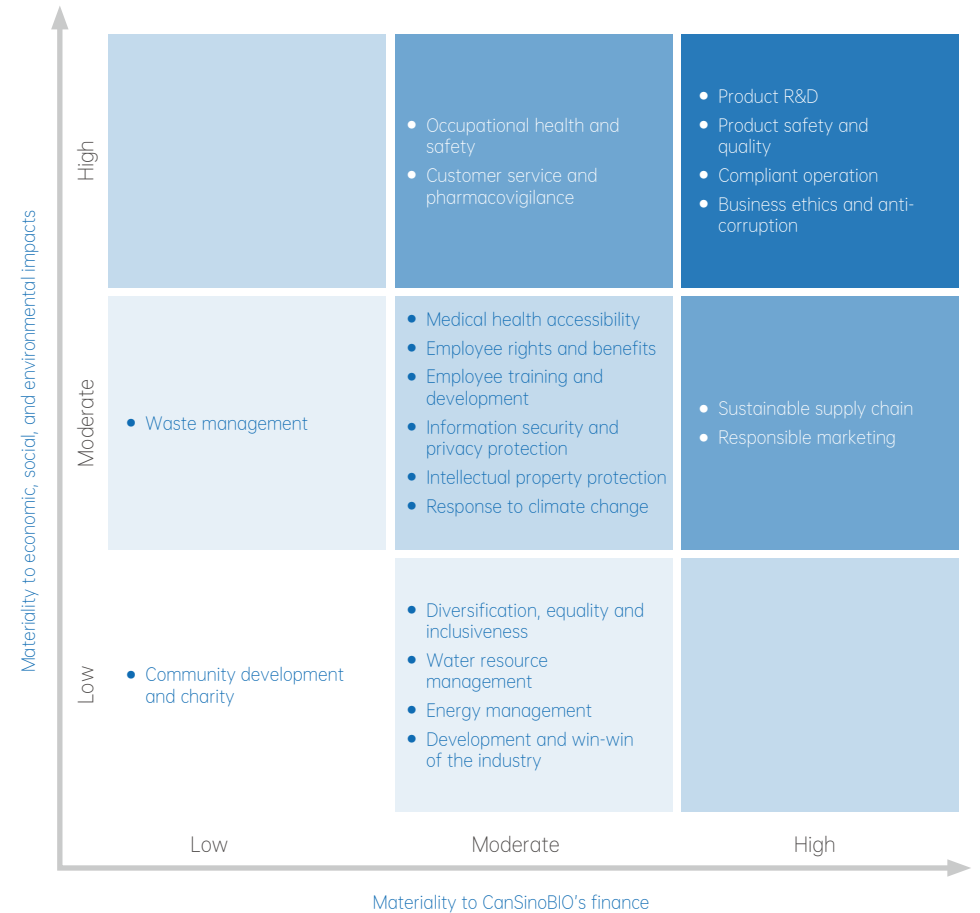 Materiality to economic, social, and environmental impacts
High
Occupational health and
safety
Customer service and
pharmacovigilance
Product R&D
Product safety and
quality
Compliant operation
Business ethics and anti-
corruption
Moderate
Waste management
Medical health accessibility
Employee rights and benefits
Employee training and
development
Information security and
privacy protection
Intellectual property protection
Response to climate change
Sustainable supply chain
Responsible marketing
Low
Community development
and charity
Diversification, equality and
inclusiveness
Water resource
management
Energy management
Development and win-win
of the industry
Low
Moderate
High
Materiality to CanSinoBIO's finance